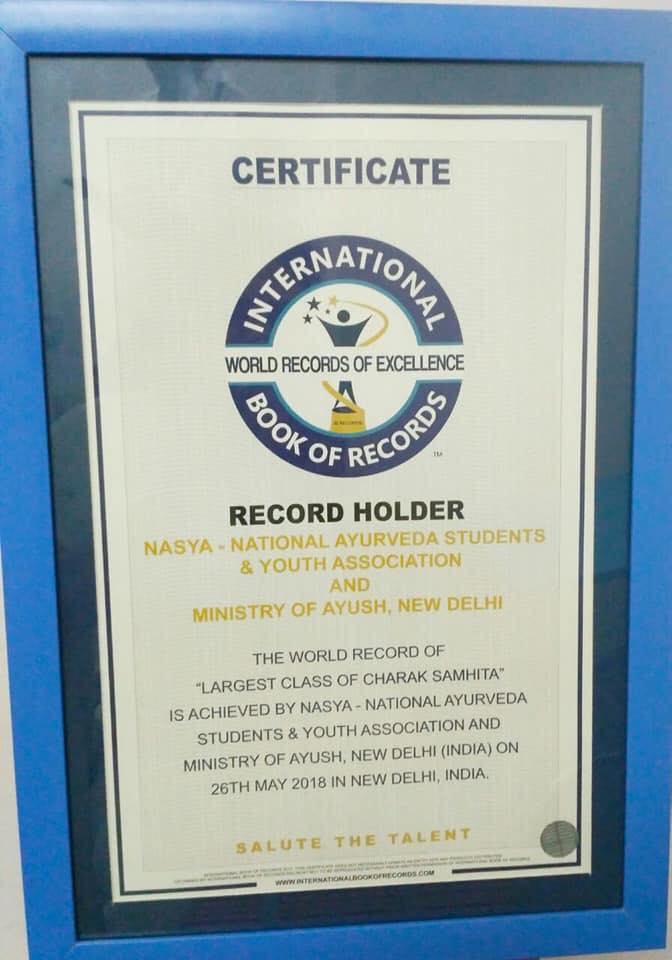 CERTIFICATE
INTERNATIONAL
WORLD RECORDS OF EXCELLENCE
BOOK OF RECORDS
TM
RECORD HOLDER
NASYA - NATIONAL AYURVEDA STUDENTS
& YOUTH ASSOCIATION
AND
MINISTRY OF AYUSH, NEW DELHI
THE WORLD RECORD OF
“LARGEST CLASS OF CHARAK SAMHITA”
IS ACHIEVED BY NASYA - NATIONAL AYURVEDA
STUDENTS & YOUTH ASSOCIATION AND
MINISTRY OF AYUSH, NEW DELHI (INDIA) ON
26TH MAY 2018 IN NEW DELHI, INDIA.
SALUTE THE TALENT
WWW.INTERNATIONALBOOKOFRECORDS.COM